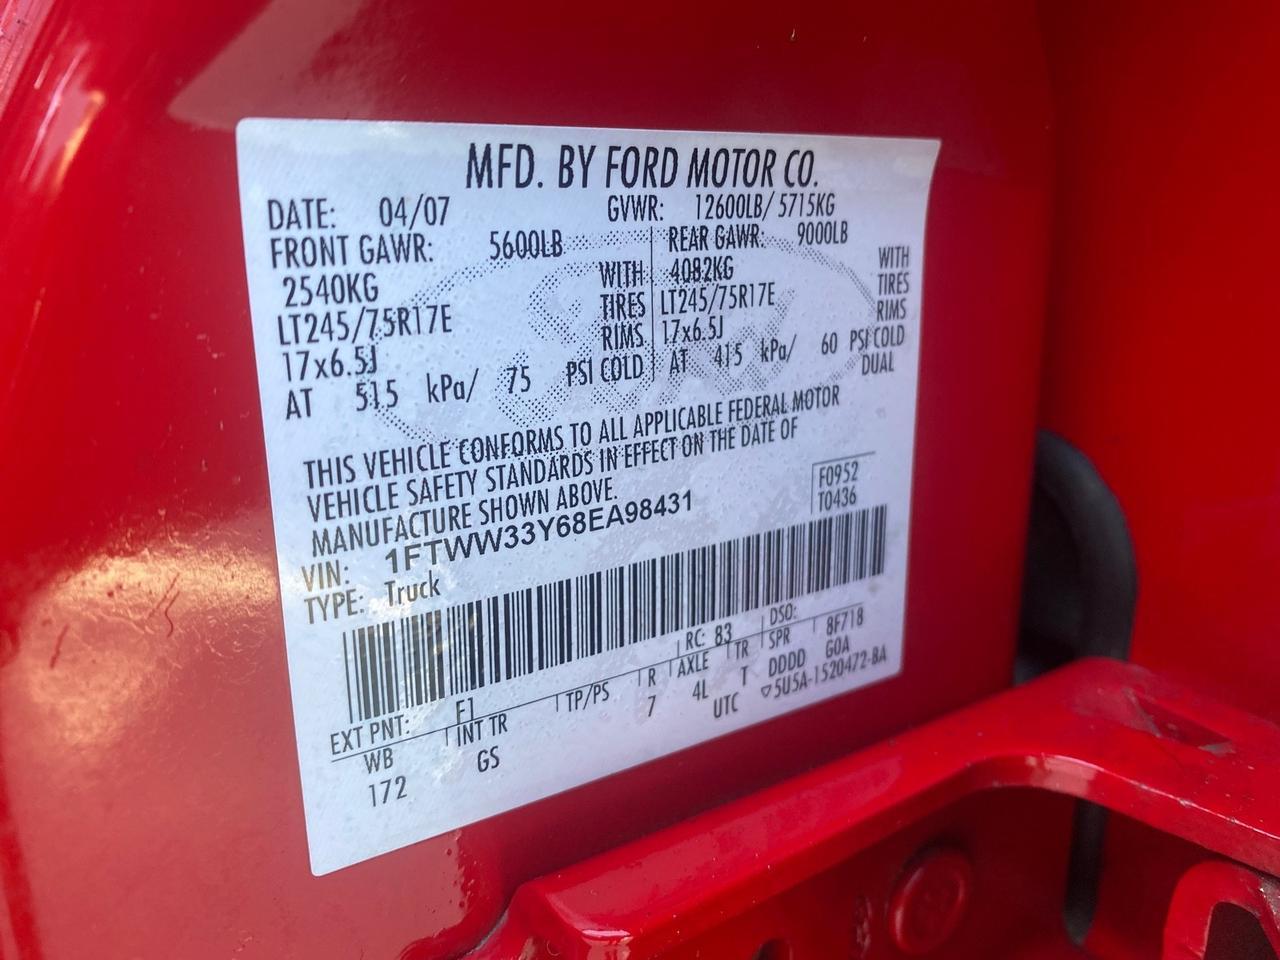 MFD. BY FORD MOTOR CO.
DATE: 04/07 GVWR: 12600LB/ 5715KG
FRONT GAWR: 5600LB REAR GAWR: 9000LB
2540KG WITH 4082KG WITH
LT245/75R17E TIRES LT245/75R17E TIRES
17x6.5J RIMS 17x6.5J RIMS
AT 515 kPa/ 75 PSI COLD AT 415 kPa/ 60 PSI COLD
DUAL
THIS VEHICLE CONFORMS TO ALL APPLICABLE FEDERAL MOTOR
VEHICLE SAFETY STANDARDS IN EFFECT ON THE DATE OF
MANUFACTURE SHOWN ABOVE.
F0952
T0436
VIN: 1FTWW33Y68EA98431
TYPE: Truck
EXT PNT: F1 RC: 83 DSO:
WB INT TR TP/PS R AXLE TR SPR 8F718
172 GS 7 4L T DDDD GOA
UTC ▽5U5A-1520472-BA